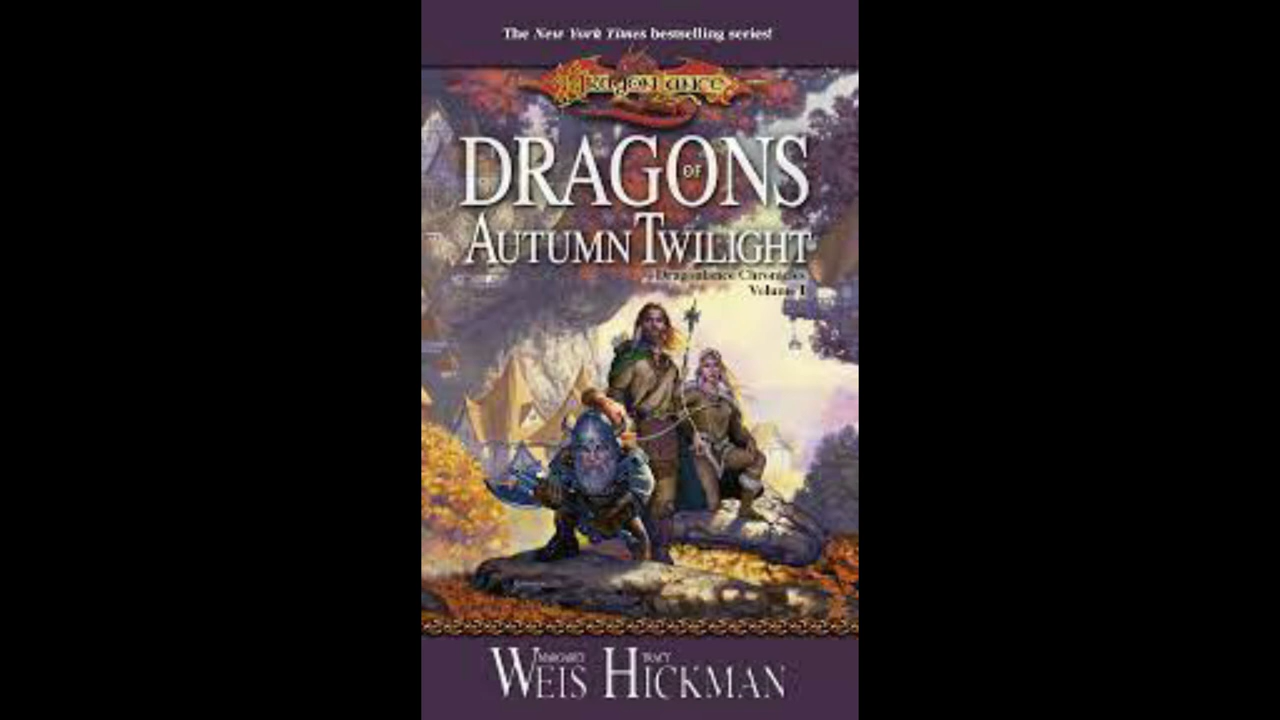 The New York Times bestselling series!
Dragonlance
DRAGONS
OF
AUTUMN TWILIGHT
Dragonlance Chronicles
Volume I
MARGARET TRACY
WEIS HICKMAN